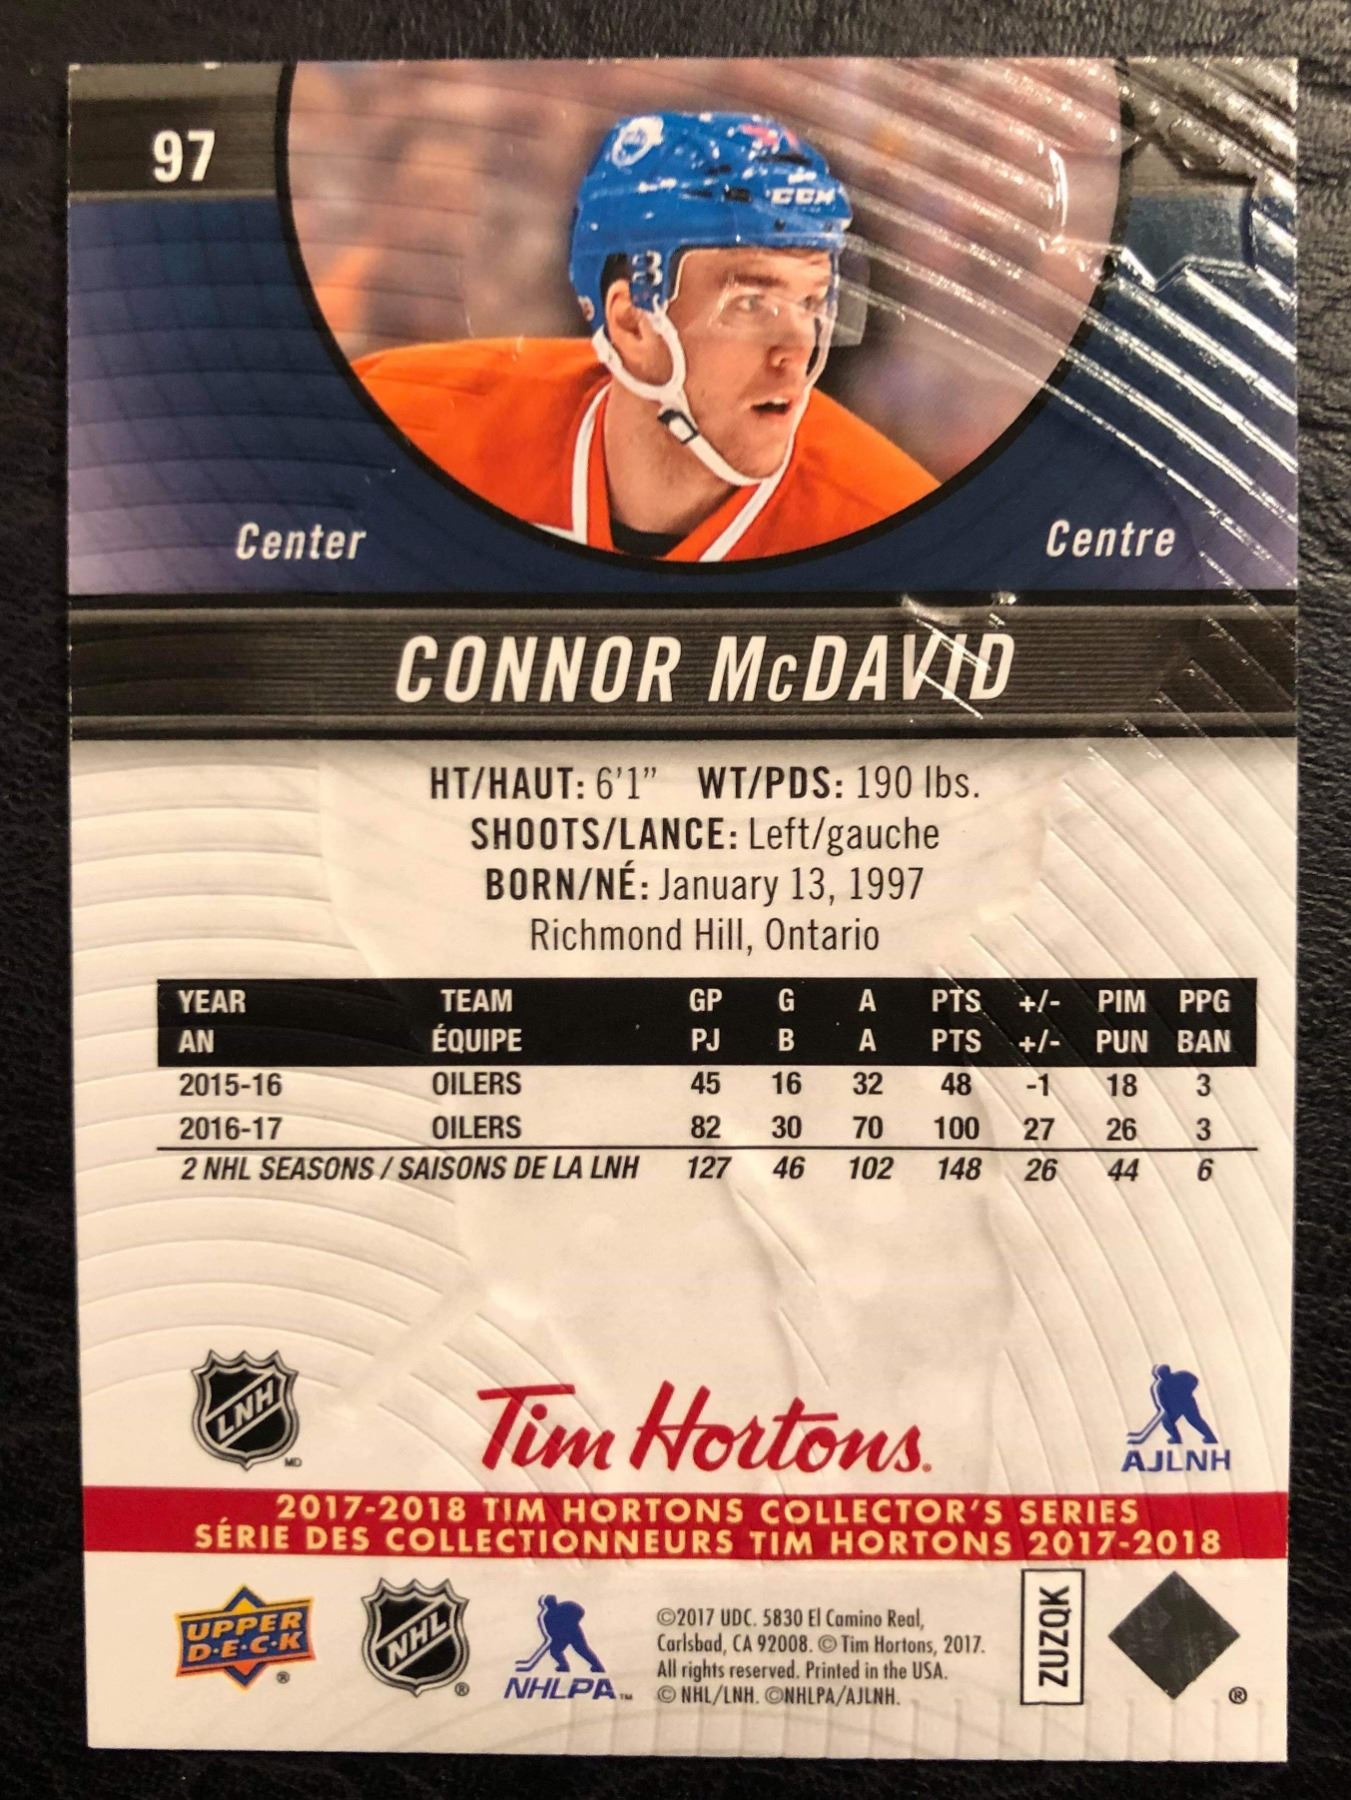 97
CCM
Center
Centre
CONNOR McDAVID
HT/HAUT: 6'1" WT/PDS: 190 lbs.
SHOOTS/LANCE: Left/gauche
BORN/NÉ: January 13, 1997
Richmond Hill, Ontario
YEAR TEAM GP G A PTS +/- PIM PPG
AN ÉQUIPE PJ B A PTS +/- PUN BAN
2015-16 OILERS 45 16 32 48 -1 18 3
2016-17 OILERS 82 30 70 100 27 26 3
2 NHL SEASONS / SAISONS DE LA LNH 127 46 102 148 26 44 6
LNH MD
Tim Hortons.
AJLNH
2017-2018 TIM HORTONS COLLECTOR'S SERIES
SÉRIE DES COLLECTIONNEURS TIM HORTONS 2017-2018
UPPER
D·E·C·K ®
NHL ®
NHLPA™
©2017 UDC. 5830 El Camino Real,
Carlsbad, CA 92008. © Tim Hortons, 2017.
All rights reserved. Printed in the USA.
© NHL/LNH. ©NHLPA/AJLNH.
ZUZQK
®